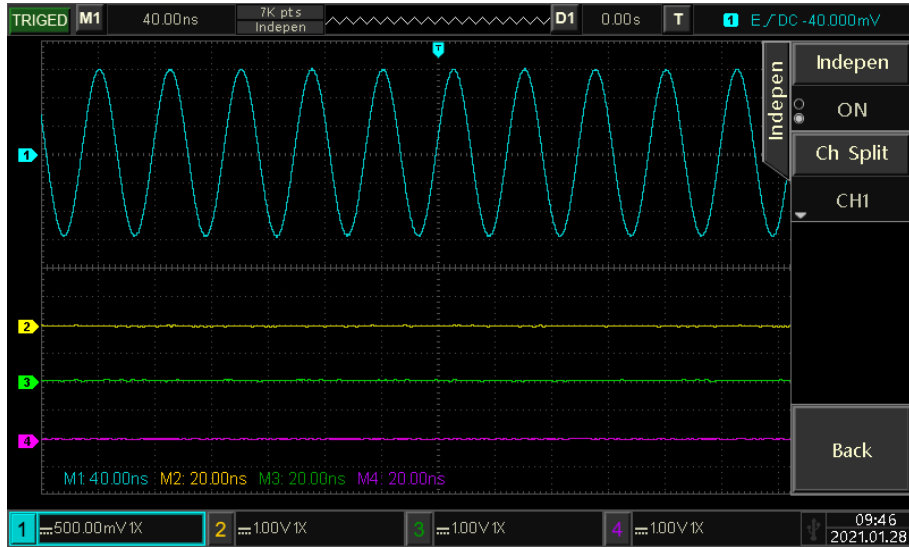 TRIGED M1 40.00ns 7K pts Indepen D1 0.00s T 1 E DC -40.000mV
T
Indepen
Indepen
ON
Ch Split
CH1
1
2
3
4
Back
M1: 40.00ns M2: 20.00ns M3: 20.00ns M4: 20.00ns
1 500.00mV 1X 2 1.00V 1X 3 1.00V 1X 4 1.00V 1X
09:46
2021.01.28